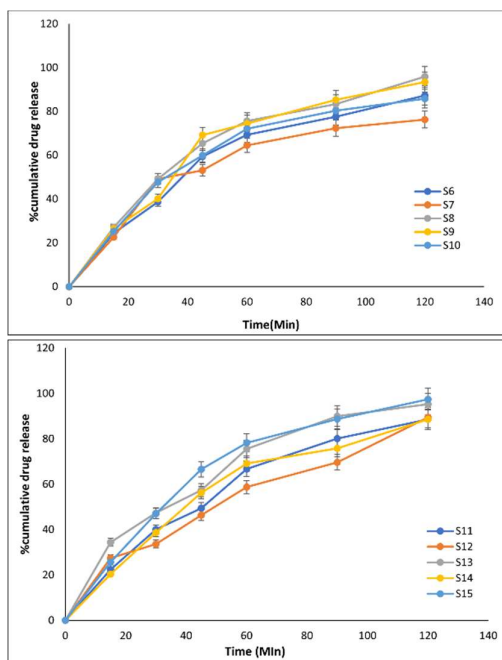 120
100
80
60
40
20
0
%cumulative drug release
0 20 40 60 80 100 120 140
Time(Min)
S6
S7
S8
S9
S10
120
100
80
60
40
20
0
%cumulative drug release
0 20 40 60 80 100 120 140
Time (MIn)
S11
S12
S13
S14
S15